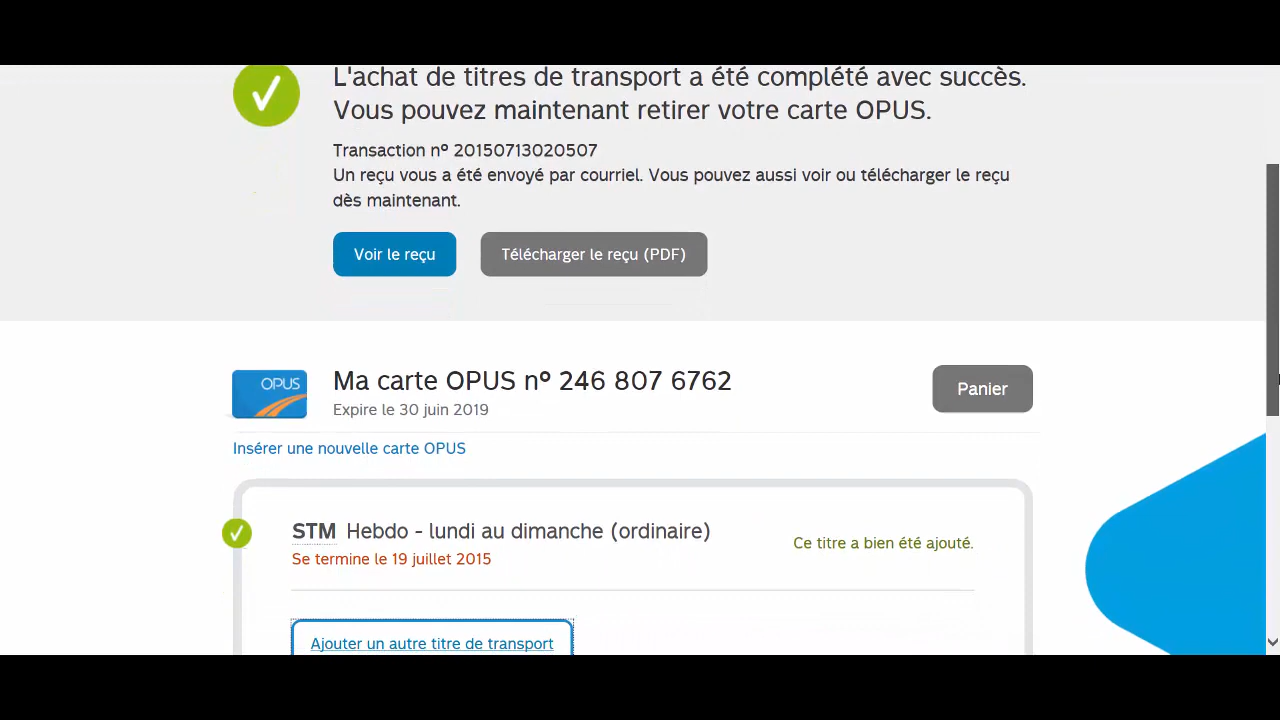 L'achat de titres de transport a été complété avec succès.
Vous pouvez maintenant retirer votre carte OPUS.
Transaction nº 20150713020507
Un reçu vous a été envoyé par courriel. Vous pouvez aussi voir ou télécharger le reçu
dès maintenant.
Voir le reçu
Télécharger le reçu (PDF)
OPUS
Ma carte OPUS nº 246 807 6762
Expire le 30 juin 2019
Panier
Insérer une nouvelle carte OPUS
STM Hebdo - lundi au dimanche (ordinaire)
Se termine le 19 juillet 2015
Ce titre a bien été ajouté.
Ajouter un autre titre de transport